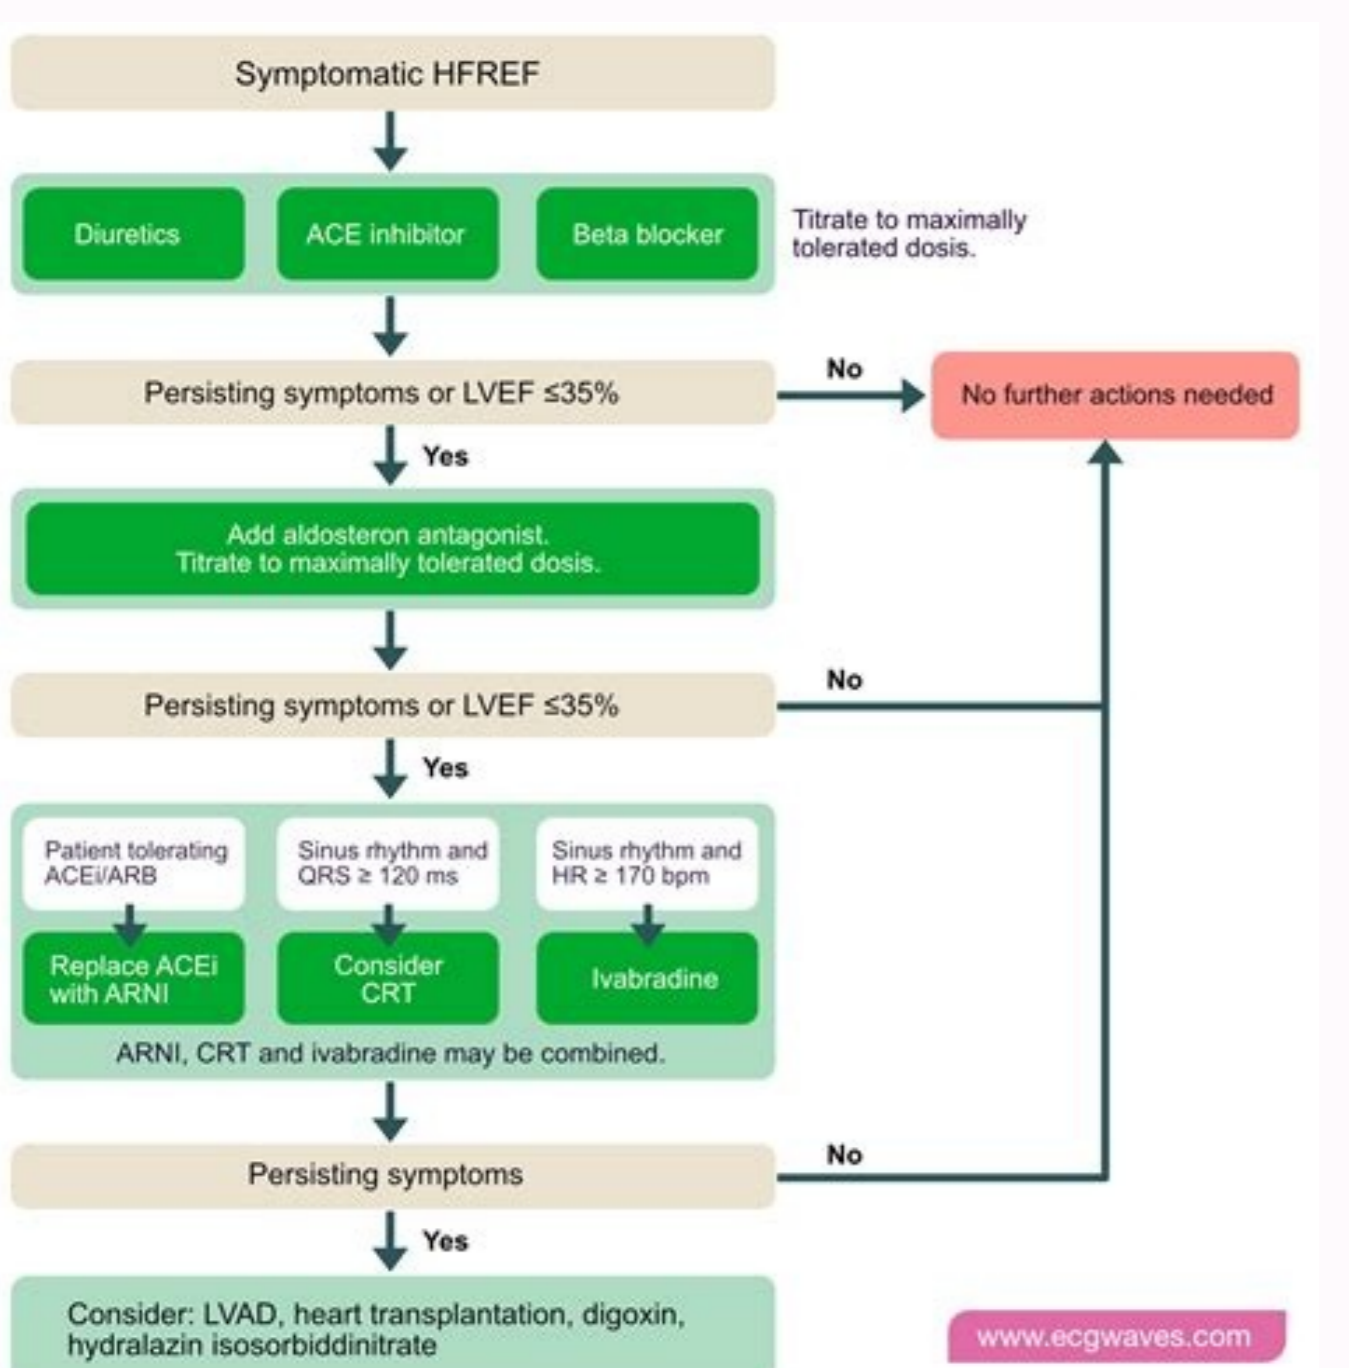 Symptomatic HFREF
Diuretics
ACE inhibitor
Beta blocker
Titrate to maximally
tolerated dosis.
Persisting symptoms or LVEF ≤35%
No
No further actions needed
Yes
Add aldosteron antagonist.
Titrate to maximally tolerated dosis.
Persisting symptoms or LVEF ≤35%
No
Yes
Patient tolerating
ACEi/ARB
Sinus rhythm and
QRS ≥ 120 ms
Sinus rhythm and
HR ≥ 170 bpm
Replace ACEi
with ARNI
Consider
CRT
Ivabradine
ARNI, CRT and ivabradine may be combined.
Persisting symptoms
No
Yes
Consider: LVAD, heart transplantation, digoxin,
hydralazin isosorbiddinitrate
www.ecgwaves.com